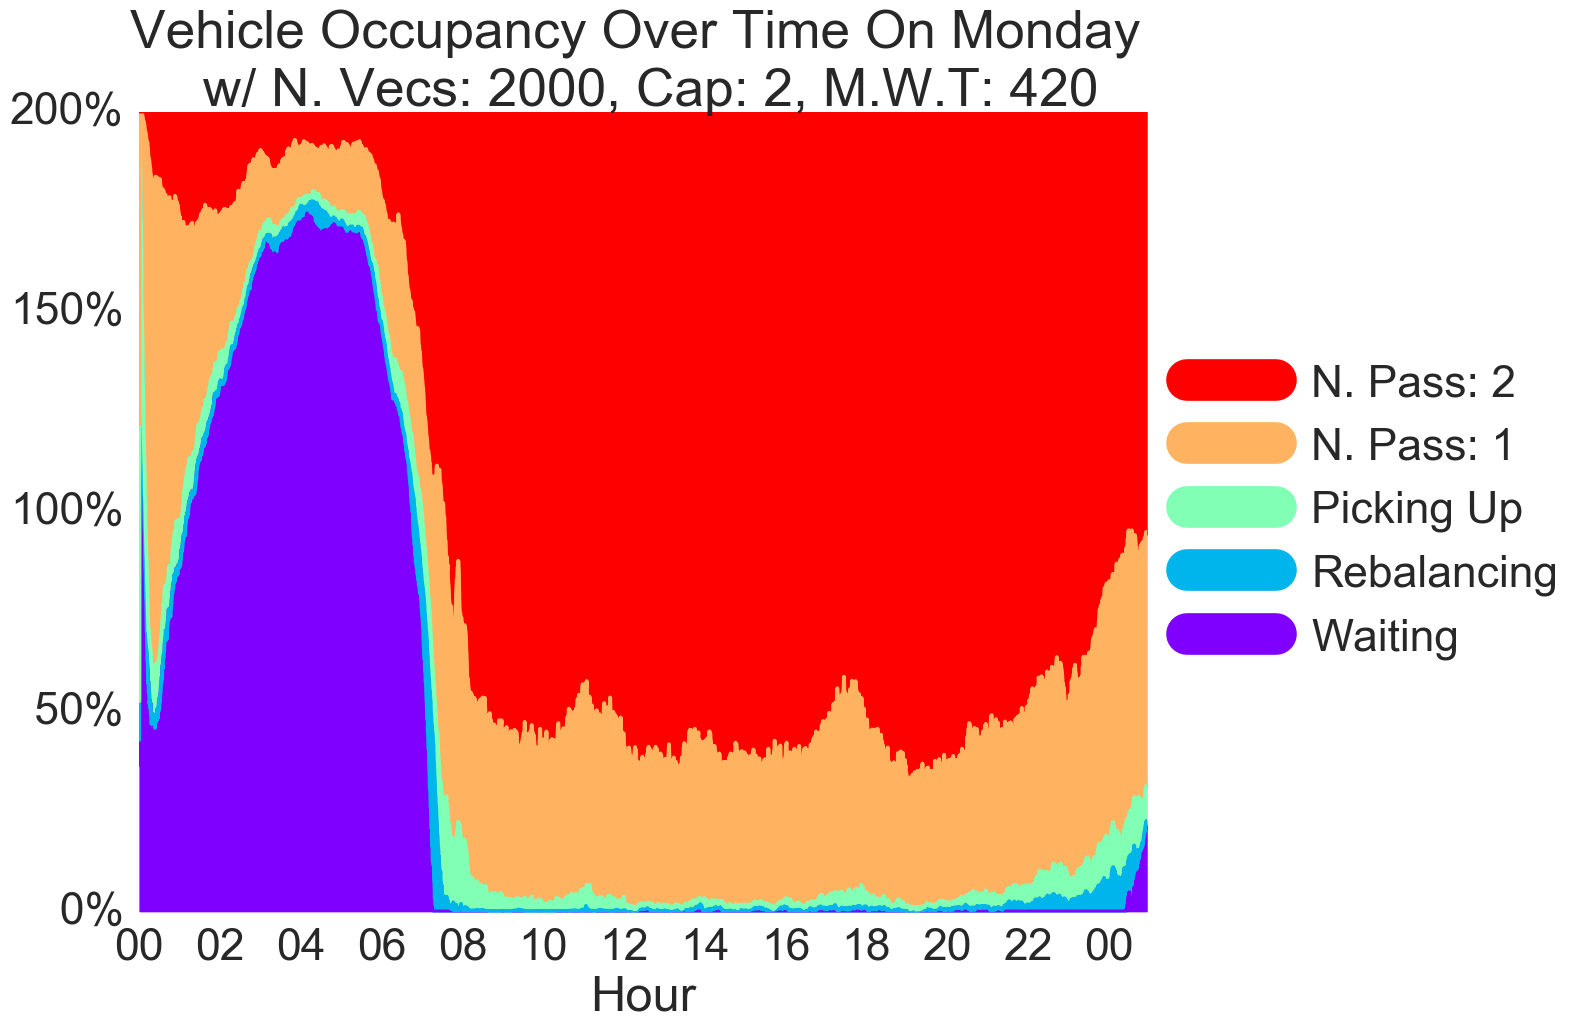 Vehicle Occupancy Over Time On Monday
w/ N. Vecs: 2000, Cap: 2, M.W.T: 420
200%
150%
100%
50%
0%
00 02 04 06 08 10 12 14 16 18 20 22 00
Hour
N. Pass: 2
N. Pass: 1
Picking Up
Rebalancing
Waiting